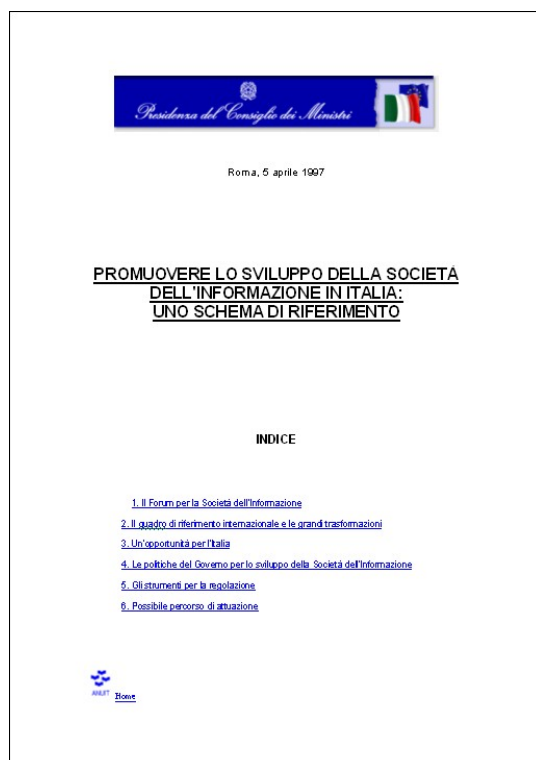 Presidenza del Consiglio dei Ministri
Roma, 5 aprile 1997
PROMUOVERE LO SVILUPPO DELLA SOCIETÁ
DELL'INFORMAZIONE IN ITALIA:
UNO SCHEMA DI RIFERIMENTO
INDICE
1. Il Forum per la Società dell'Informazione
2. Il quadro di riferimento internazionale e le grandi trasformazioni
3. Un'opportunità per l'Italia
4. Le politiche del Governo per lo sviluppo della Società dell'Informazione
5. Gli strumenti per la regolazione
6. Possibile percorso di attuazione
Home